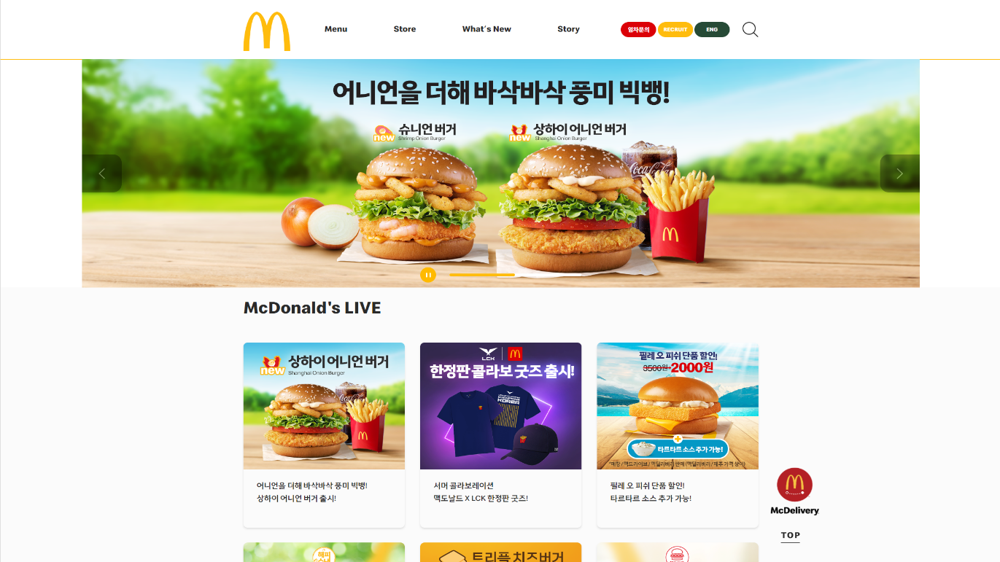 Menu
Store
What's New
Story
임차문의
RECRUIT
ENG
어니언을 더해 바삭바삭 풍미 빅뱅!
new
슈니언 버거
Shrimp Onion Burger
new
상하이 어니언 버거
Shanghai Onion Burger
Coca-Cola
McDonald's LIVE
new
상하이 어니언 버거
Shanghai Onion Burger
어니언을 더해 바삭바삭 풍미 빅뱅!
상하이 어니언 버거 출시!
LCK
한정판 콜라보 굿즈 출시!
KOREA
서머 콜라보레이션
맥도날드 X LCK 한정판 굿즈!
필레 오 피쉬 단품 할인!
3500원→2000원
타르타르 소스 추가 가능!
*매장 / 맥드라이브 / 맥딜리버리 판매 (맥딜리버리 / 제주 가격 상이)
필레 오 피쉬 단품 할인!
타르타르 소스 추가 가능!
McDelivery
TOP
해피
트리플 치즈버거